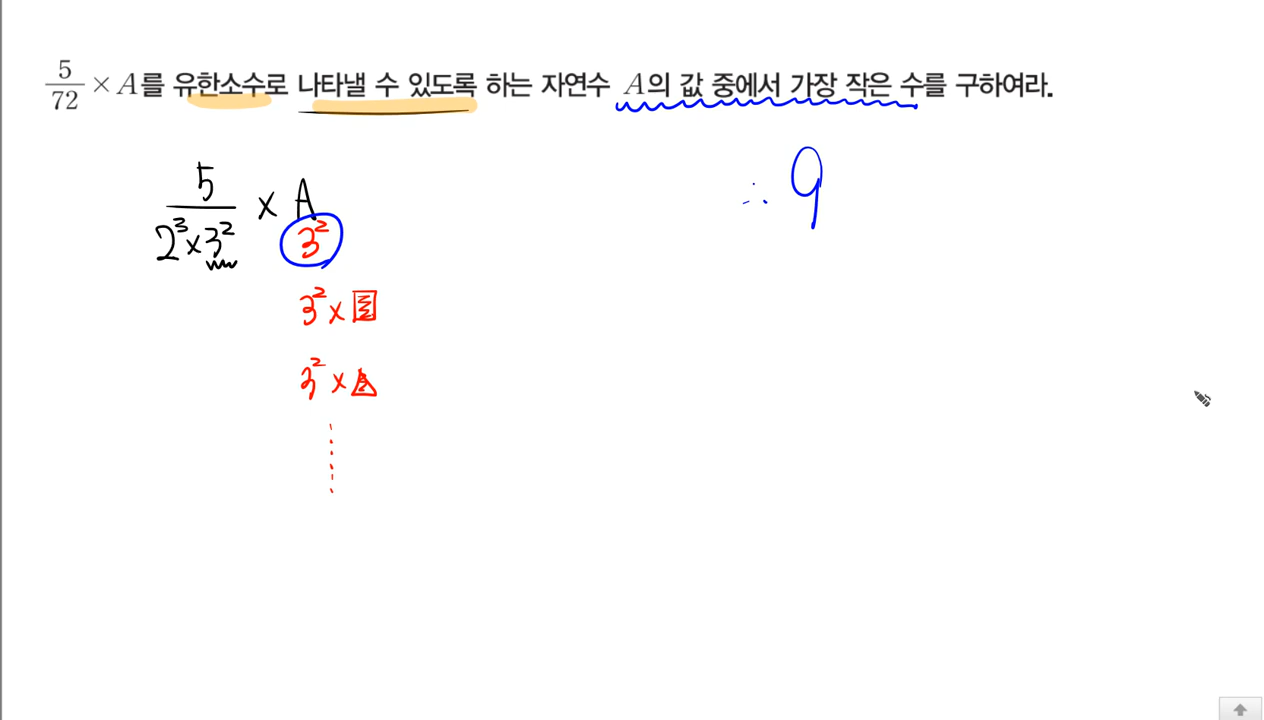 5/72 × A를 유한소수로 나타낼 수 있도록 하는 자연수 A의 값 중에서 가장 작은 수를 구하여라.
5/(2³×3²) × A
∴ 9
3²
3² ×
3² ×